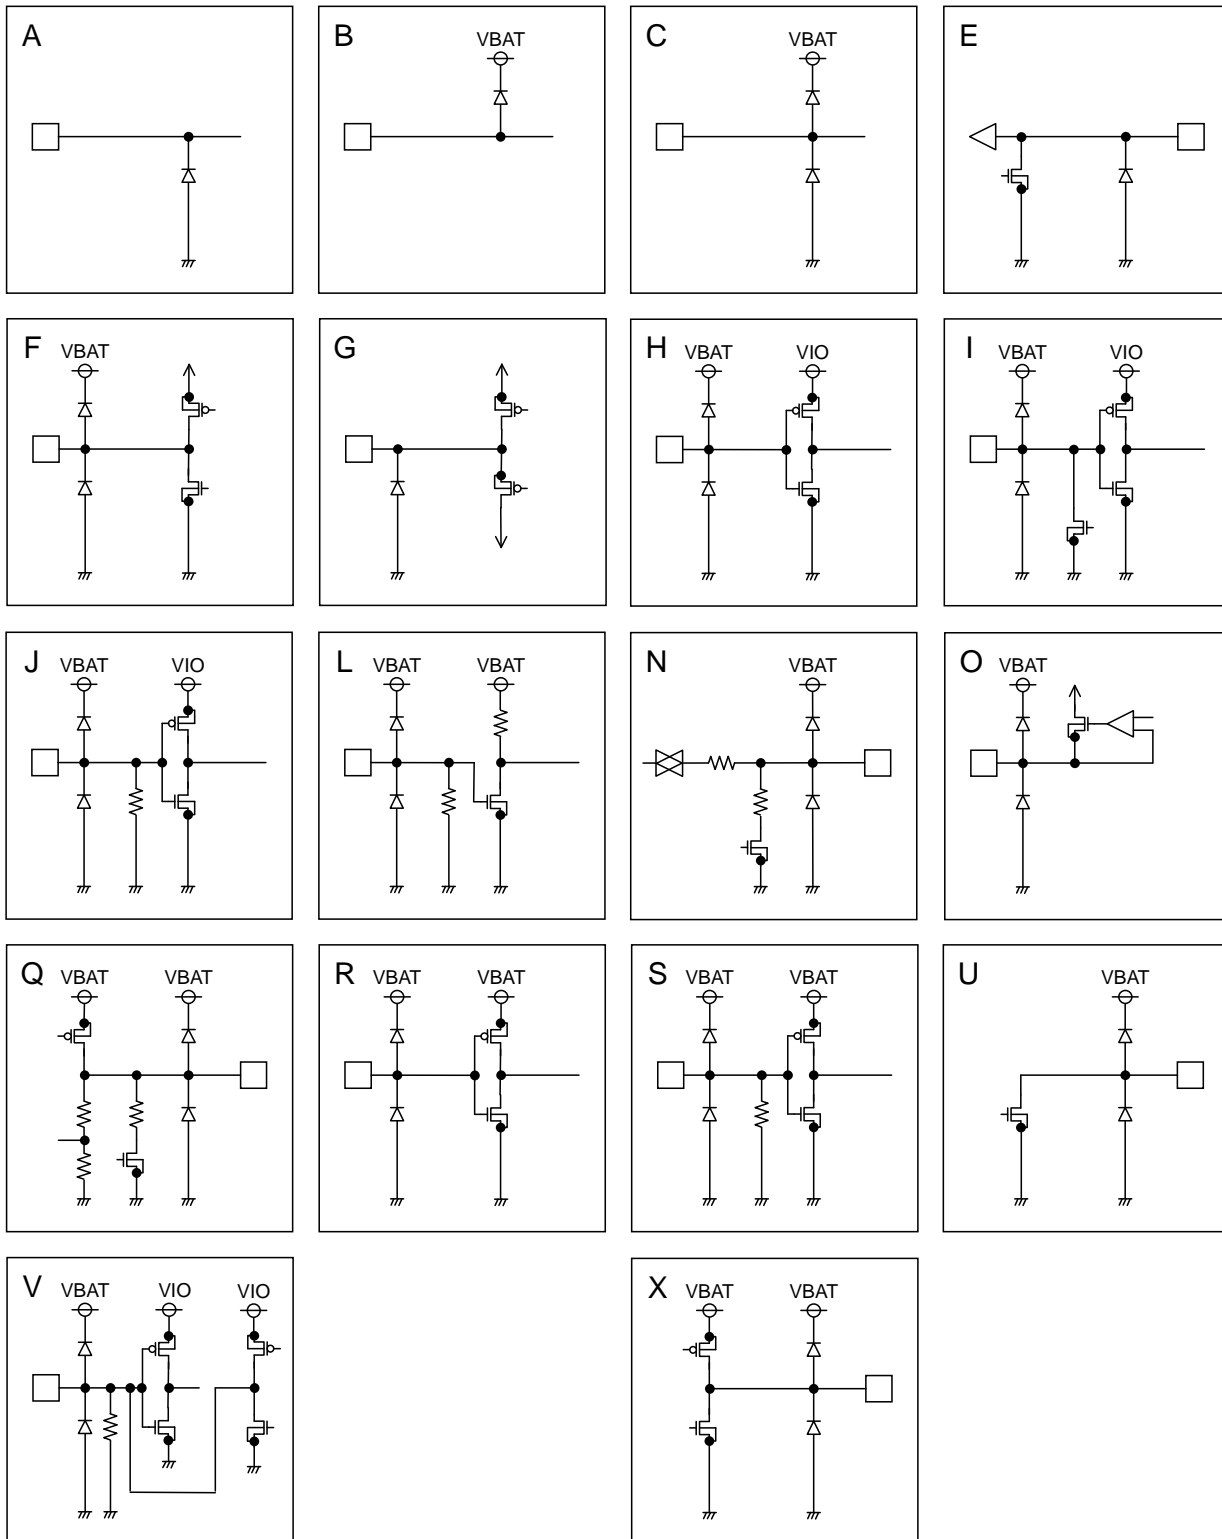 A
B
VBAT
C
VBAT
E
F VBAT
G
H VBAT VIO
I VBAT VIO
J VBAT VIO
L VBAT VBAT
N VBAT
O VBAT
Q VBAT VBAT
R VBAT VBAT
S VBAT VBAT
U VBAT
V VBAT VIO VIO
X VBAT VBAT